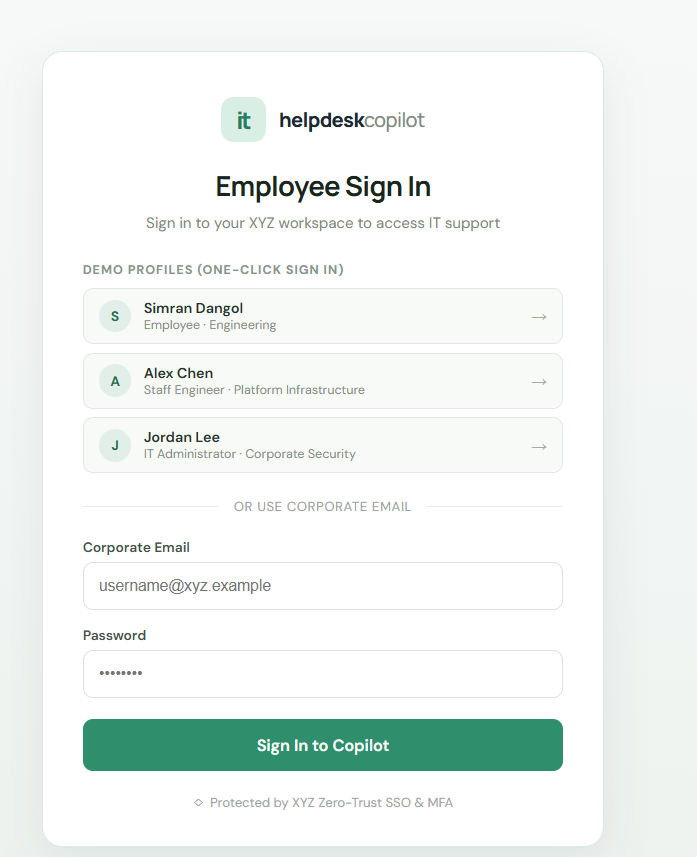 it helpdeskcopilot
Employee Sign In
Sign in to your XYZ workspace to access IT support
DEMO PROFILES (ONE-CLICK SIGN IN)
S Simran Dangol →
Employee · Engineering
A Alex Chen →
Staff Engineer · Platform Infrastructure
J Jordan Lee →
IT Administrator · Corporate Security
OR USE CORPORATE EMAIL
Corporate Email
username@xyz.example
Password
••••••••
Sign In to Copilot
◇ Protected by XYZ Zero-Trust SSO & MFA